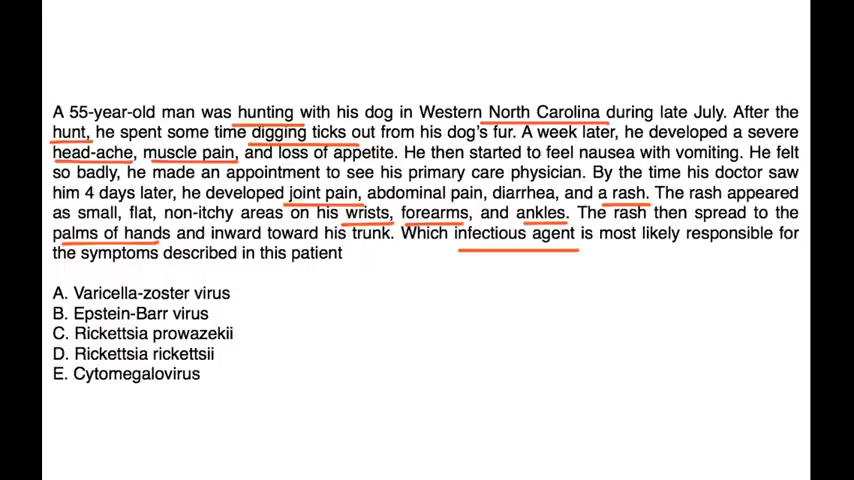 A 55-year-old man was hunting with his dog in Western North Carolina during late July. After the
hunt, he spent some time digging ticks out from his dog's fur. A week later, he developed a severe
head-ache, muscle pain, and loss of appetite. He then started to feel nausea with vomiting. He felt
so badly, he made an appointment to see his primary care physician. By the time his doctor saw
him 4 days later, he developed joint pain, abdominal pain, diarrhea, and a rash. The rash appeared
as small, flat, non-itchy areas on his wrists, forearms, and ankles. The rash then spread to the
palms of hands and inward toward his trunk. Which infectious agent is most likely responsible for
the symptoms described in this patient
A. Varicella-zoster virus
B. Epstein-Barr virus
C. Rickettsia prowazekii
D. Rickettsia rickettsii
E. Cytomegalovirus